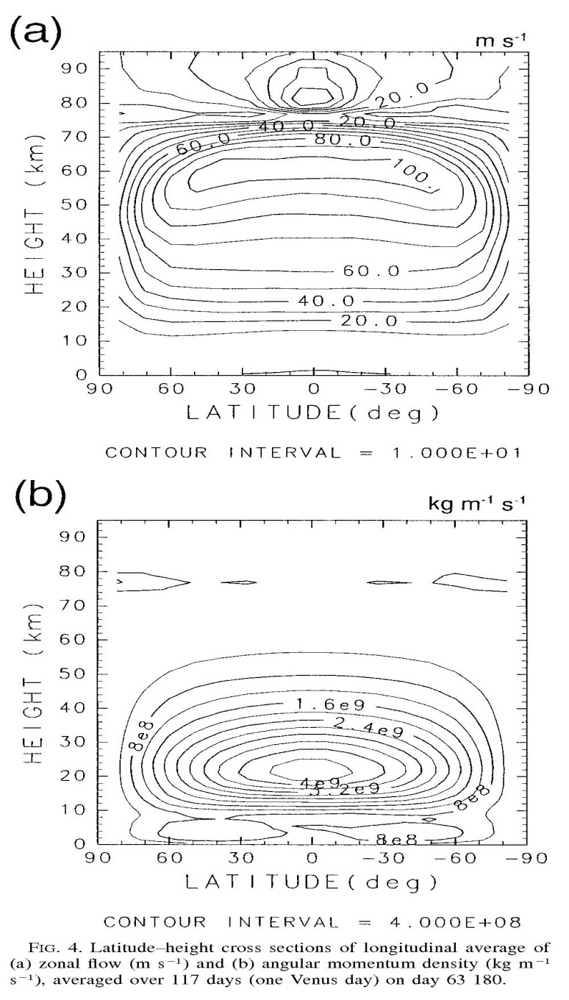 (a)
m s⁻¹
90
80
70
60
50
40
30
20
10
0
HEIGHT (km)
20.0
40.0 20.0
60.0 80.0
100.
60.0
40.0
20.0
90 60 30 0 −30 −60 −90
LATITUDE(deg)
CONTOUR INTERVAL = 1.000E+01
(b)
kg m⁻¹ s⁻¹
90
80
70
60
50
40
30
20
10
0
HEIGHT (km)
1.6e9
2.4e9
8e8
4e9
8e8
8e8
90 60 30 0 −30 −60 −90
LATITUDE(deg)
CONTOUR INTERVAL = 4.000E+08
FIG. 4. Latitude–height cross sections of longitudinal average of
(a) zonal flow (m s⁻¹) and (b) angular momentum density (kg m⁻¹
s⁻¹), averaged over 117 days (one Venus day) on day 63 180.